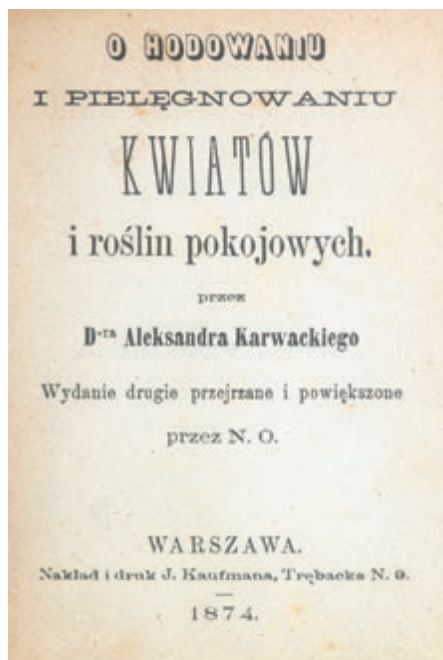 O HODOWANIU
I PIELĘGNOWANIU
KWIATÓW
i roślin pokojowych.
przez
D-ra Aleksandra Karwackiego
Wydanie drugie przejrzane i powiększone
przez N. O.
WARSZAWA.
Nakład i druk J. Kaufmana, Trębacka N. 9.
1874.